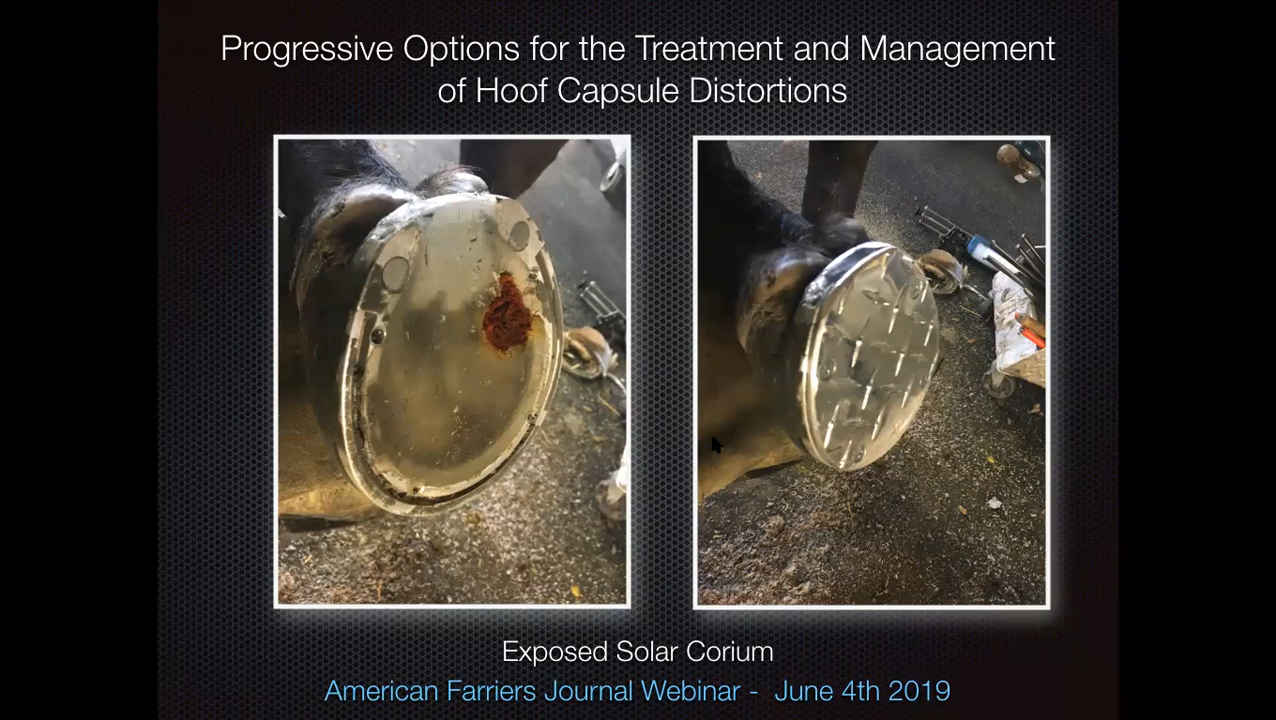 Progressive Options for the Treatment and Management
of Hoof Capsule Distortions
Exposed Solar Corium
American Farriers Journal Webinar - June 4th 2019